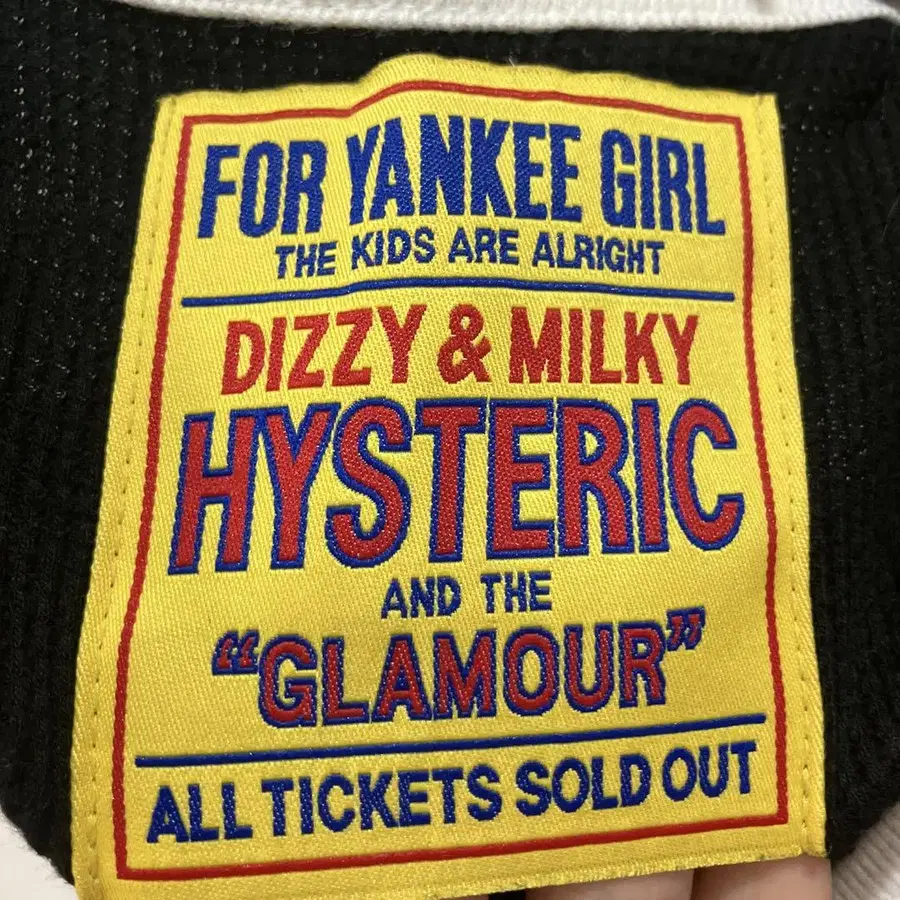 FOR YANKEE GIRL
THE KIDS ARE ALRIGHT
DIZZY & MILKY
HYSTERIC
AND THE
“GLAMOUR”
ALL TICKETS SOLD OUT